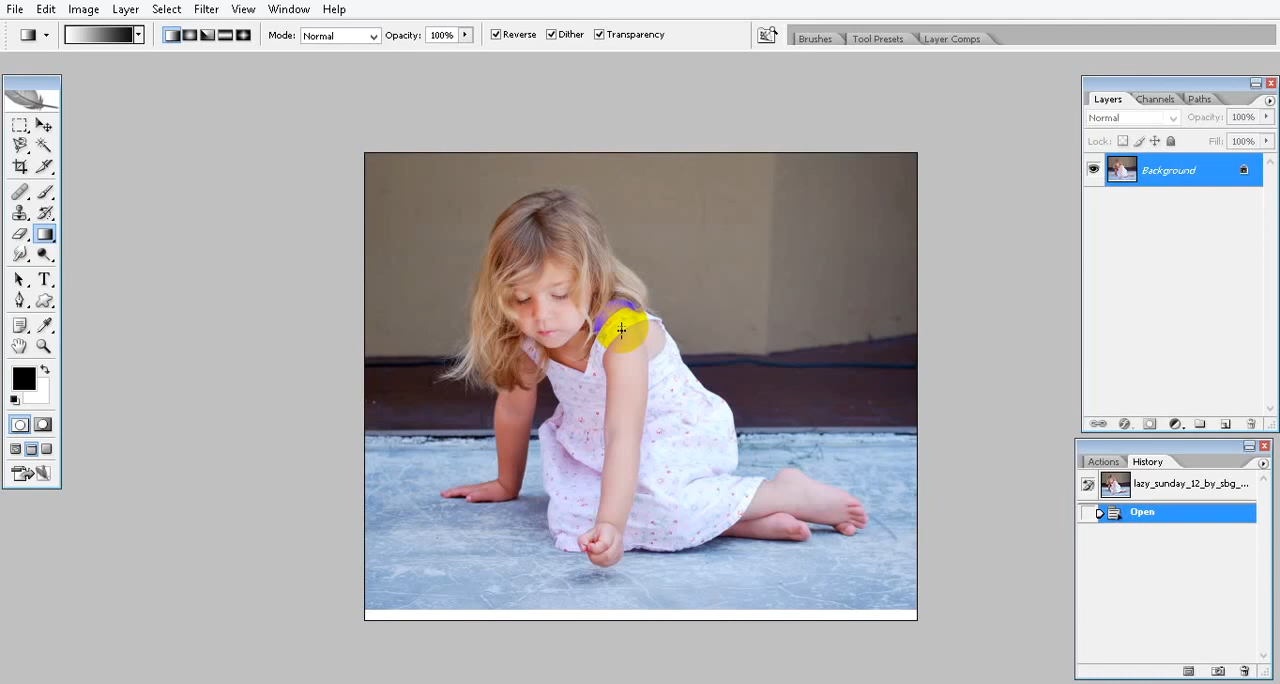 File Edit Image Layer Select Filter View Window Help
Mode: Normal Opacity: 100% Reverse Dither Transparency Brushes Tool Presets Layer Comps
Layers Channels Paths
Normal Opacity: 100%
Lock: Fill: 100%
Background
T
Actions History
lazy_sunday_12_by_sbg_...
Open